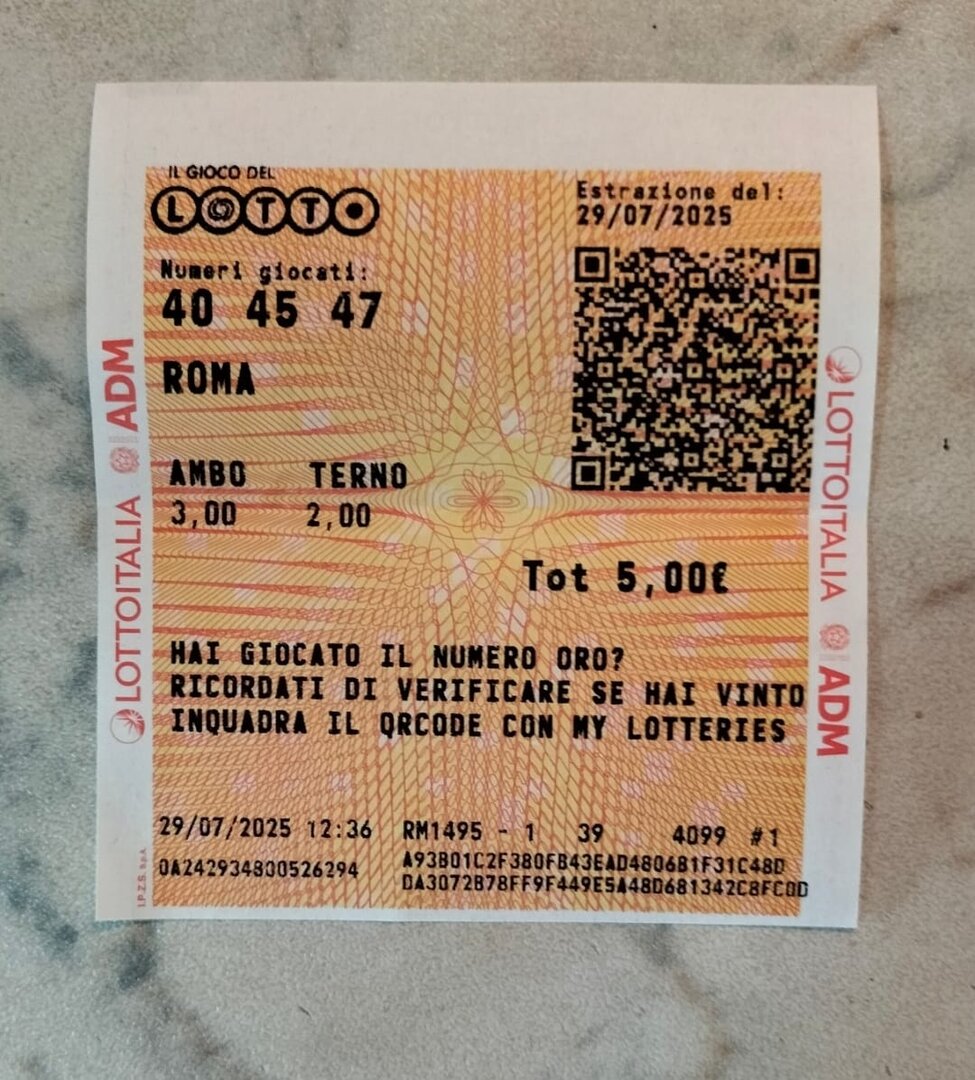 IL GIOCO DEL
LOTTO
Estrazione del:
29/07/2025
Numeri giocati:
40 45 47
ROMA
AMBO TERNO
3,00 2,00
Tot 5,00€
HAI GIOCATO IL NUMERO ORO?
RICORDATI DI VERIFICARE SE HAI VINTO
INQUADRA IL QRCODE CON MY LOTTERIES
29/07/2025 12:36 RM1495 - 1 39 4099 #1
0A242934800526294
A93B01C2F380FB43EAD480681F31C48D
DA3072B78FF9F449E5A48D681342C8FC0D
LOTTOITALIA ADM
LOTTOITALIA ADM
I.P.Z.S. S.p.A.